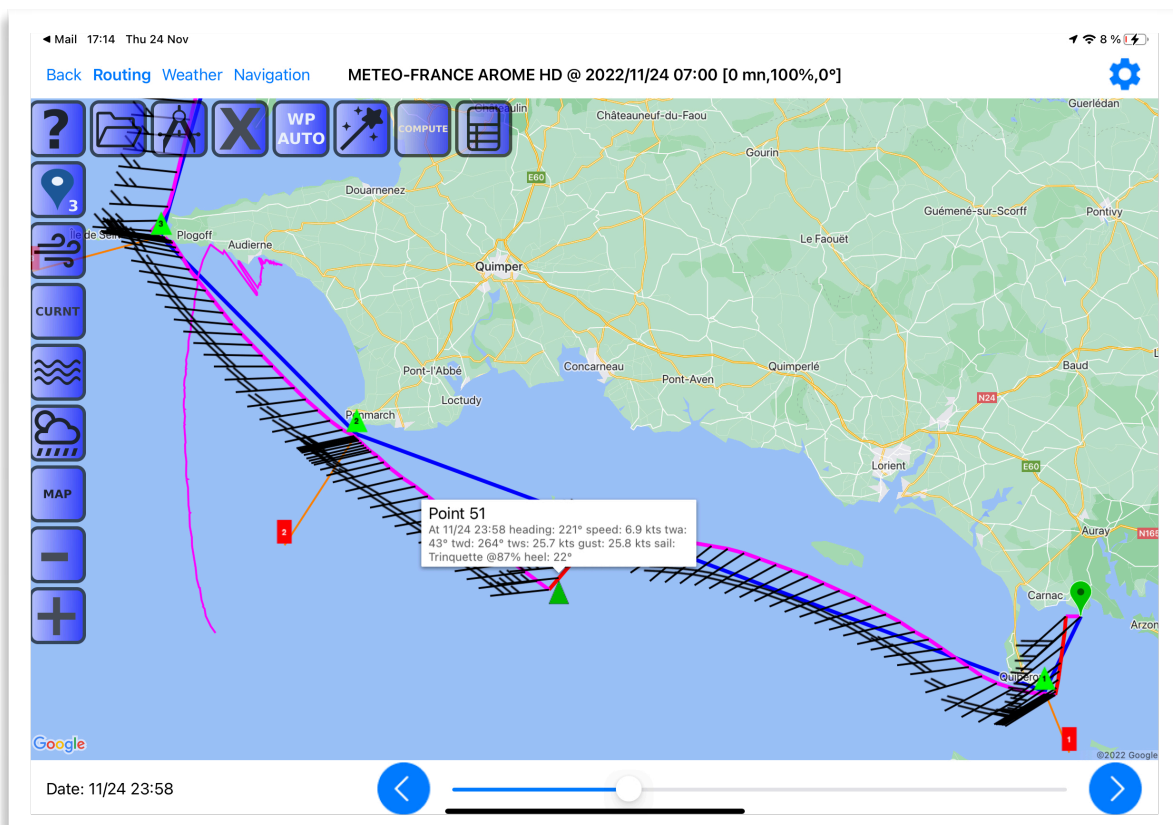 Mail 17:14 Thu 24 Nov
8 %
Back Routing Weather Navigation METEO-FRANCE AROME HD @ 2022/11/24 07:00 [0 mn,100%,0°]
?
X
WP
AUTO
COMPUTE
Guerlédan
Châteauneuf-du-Faou
Gourin
E60
3
Douarnenez
Guémené-sur-Scorff
Pontivy
3
Plogoff
Audierne
Le Faouët
Quimper
CURNT
Pont-l'Abbé
Concarneau
Pont-Aven
Quimperlé
Baud
Loctudy
N24
2
Lorient
E60
MAP
Point 51
At 11/24 23:58 heading: 221° speed: 6.9 kts twa:
43° twd: 264° tws: 25.7 kts gust: 25.8 kts sail:
Trinquette @87% heel: 22°
2
Auray
N165
Carnac
Arzon
1
1
Google
©2022 Google
Date: 11/24 23:58